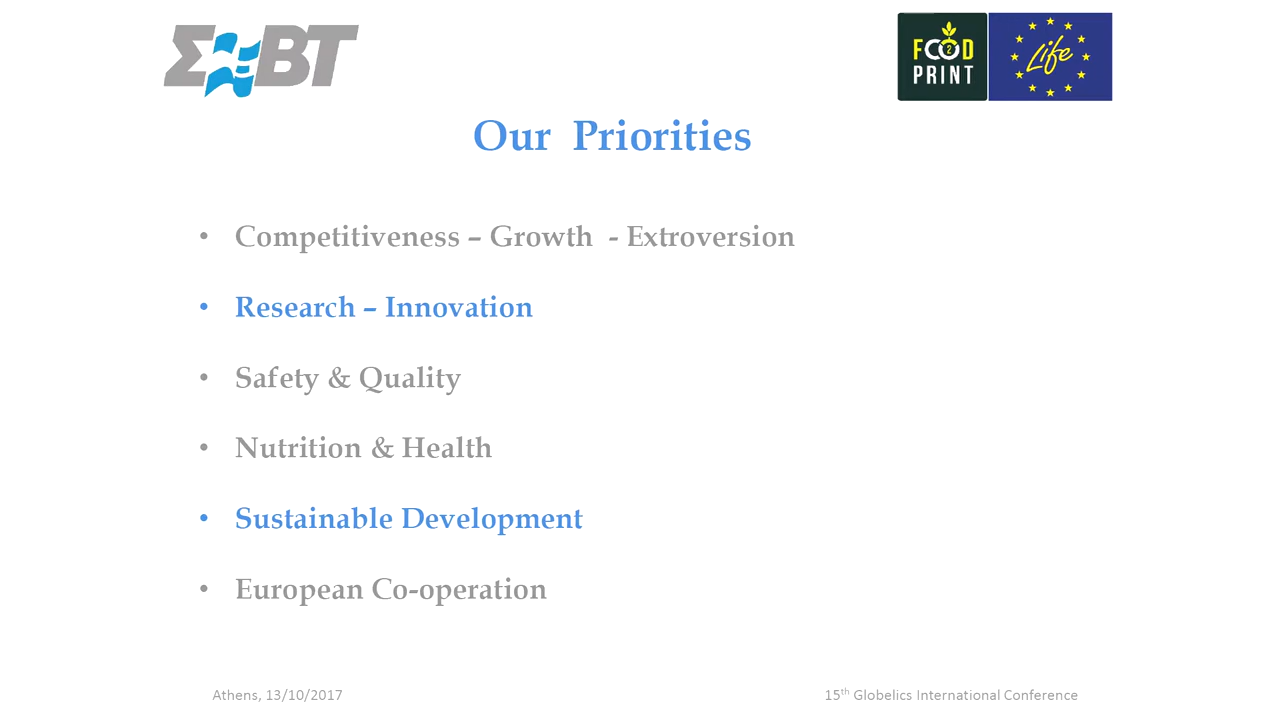 ΣΕΒΤ
FCO2D
PRINT
Life
Our Priorities
• Competitiveness – Growth - Extroversion
• Research – Innovation
• Safety & Quality
• Nutrition & Health
• Sustainable Development
• European Co-operation
Athens, 13/10/2017
15th Globelics International Conference